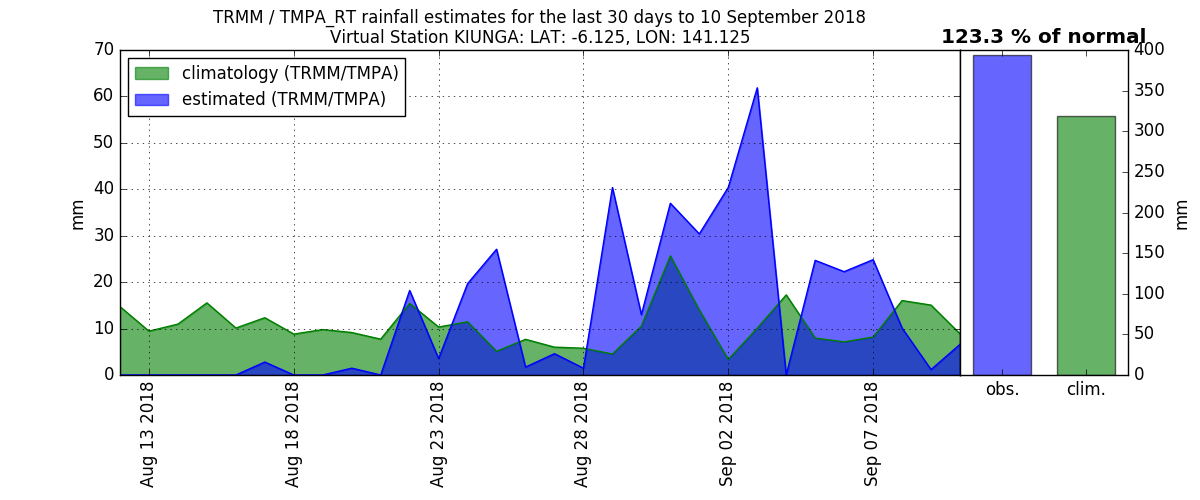 TRMM / TMPA_RT rainfall estimates for the last 30 days to 10 September 2018
Virtual Station KIUNGA: LAT: -6.125, LON: 141.125
123.3 % of normal
climatology (TRMM/TMPA)
estimated (TRMM/TMPA)
mm
70
60
50
40
30
20
10
0
Aug 13 2018
Aug 18 2018
Aug 23 2018
Aug 28 2018
Sep 02 2018
Sep 07 2018
obs.
clim.
400
350
300
250
200
150
100
50
0
mm